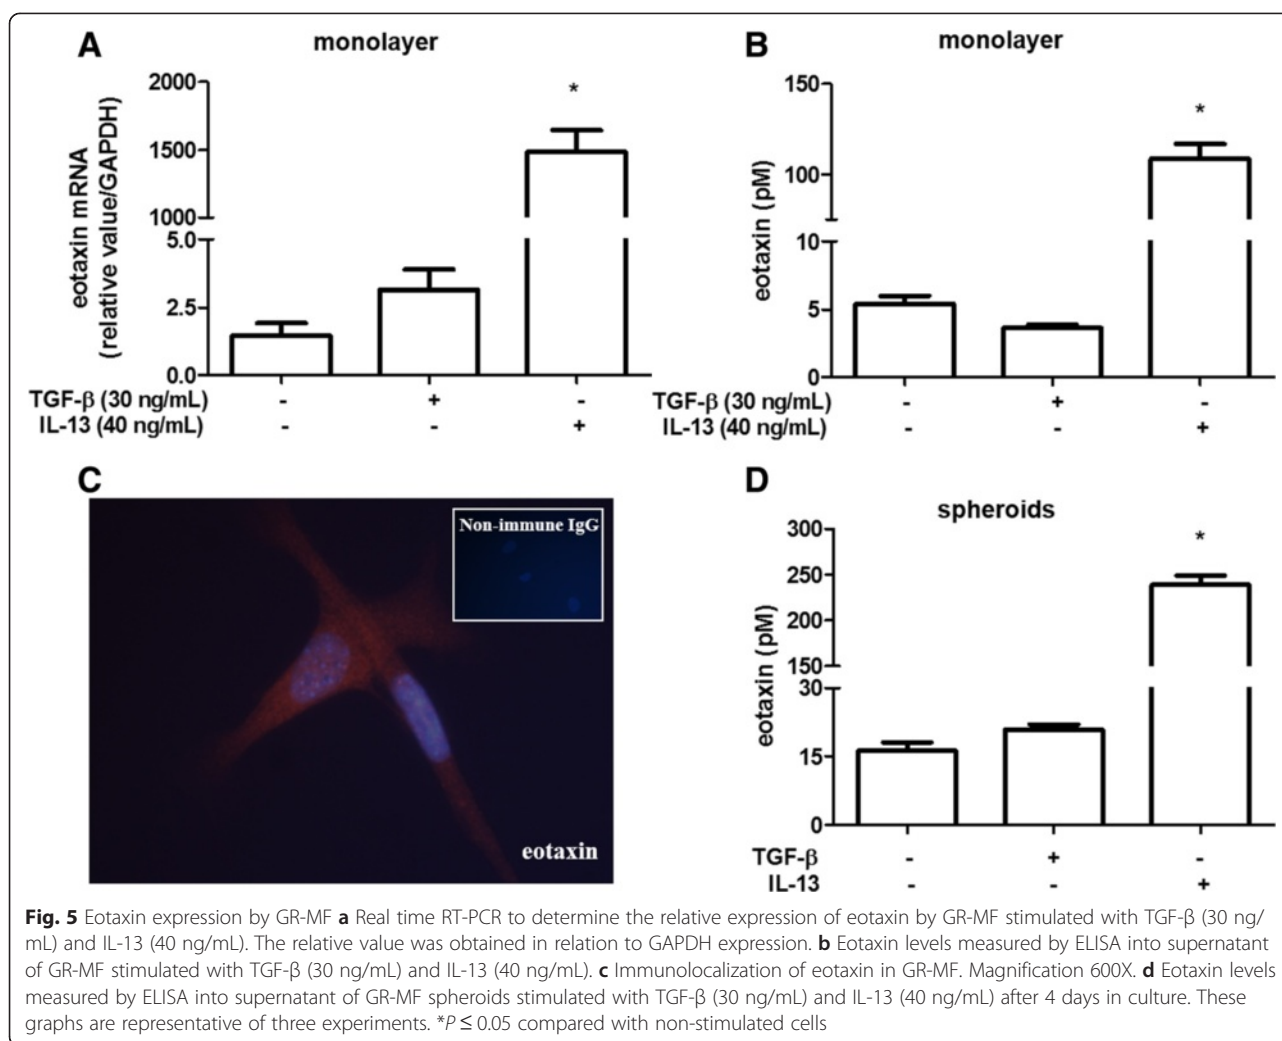 A
monolayer
eotaxin mRNA
(relative value/GAPDH)
2000
1500
1000
5.0
2.5
0.0
*
TGF-β (30 ng/mL) - + -
IL-13 (40 ng/mL) - - +
B
monolayer
eotaxin (pM)
150
100
10
5
0
*
TGF-β (30 ng/mL) - + -
IL-13 (40 ng/mL) - - +
C
Non-immune IgG
eotaxin
D
spheroids
eotaxin (pM)
300
250
200
150
30
15
0
*
TGF-β - + -
IL-13 - - +
Fig. 5 Eotaxin expression by GR-MF a Real time RT-PCR to determine the relative expression of eotaxin by GR-MF stimulated with TGF-β (30 ng/
mL) and IL-13 (40 ng/mL). The relative value was obtained in relation to GAPDH expression. b Eotaxin levels measured by ELISA into supernatant
of GR-MF stimulated with TGF-β (30 ng/mL) and IL-13 (40 ng/mL). c Immunolocalization of eotaxin in GR-MF. Magnification 600X. d Eotaxin levels
measured by ELISA into supernatant of GR-MF spheroids stimulated with TGF-β (30 ng/mL) and IL-13 (40 ng/mL) after 4 days in culture. These
graphs are representative of three experiments. *P ≤ 0.05 compared with non-stimulated cells